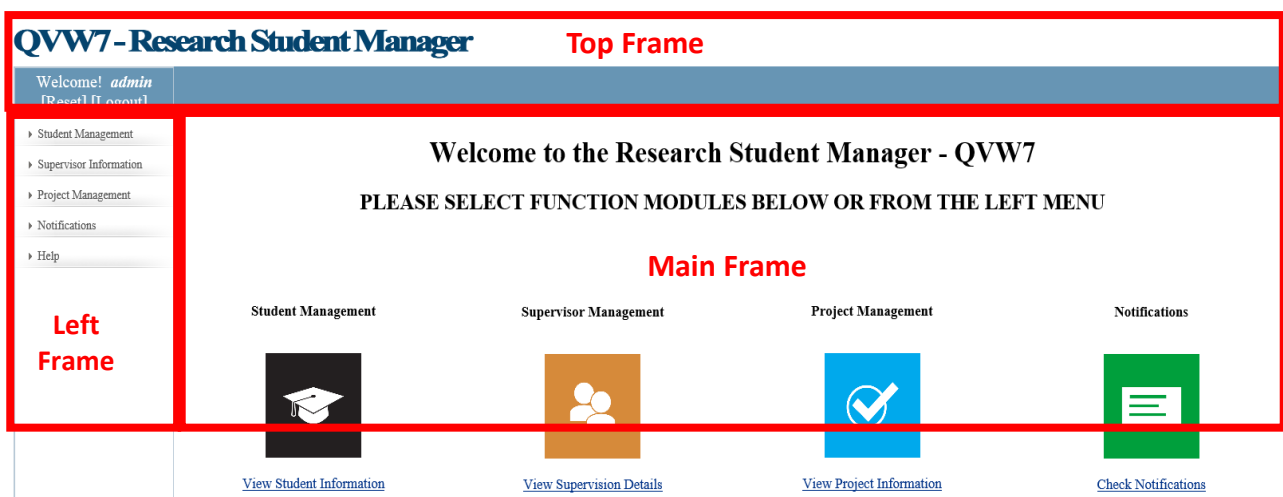 QVW7 - Research Student Manager
Top Frame
Welcome! admin
[Reset] [Logout]
Student Management
Supervisor Information
Project Management
Notifications
Help
Left
Frame
Welcome to the Research Student Manager - QVW7
PLEASE SELECT FUNCTION MODULES BELOW OR FROM THE LEFT MENU
Main Frame
Student Management
Supervisor Management
Project Management
Notifications
View Student Information
View Supervision Details
View Project Information
Check Notifications